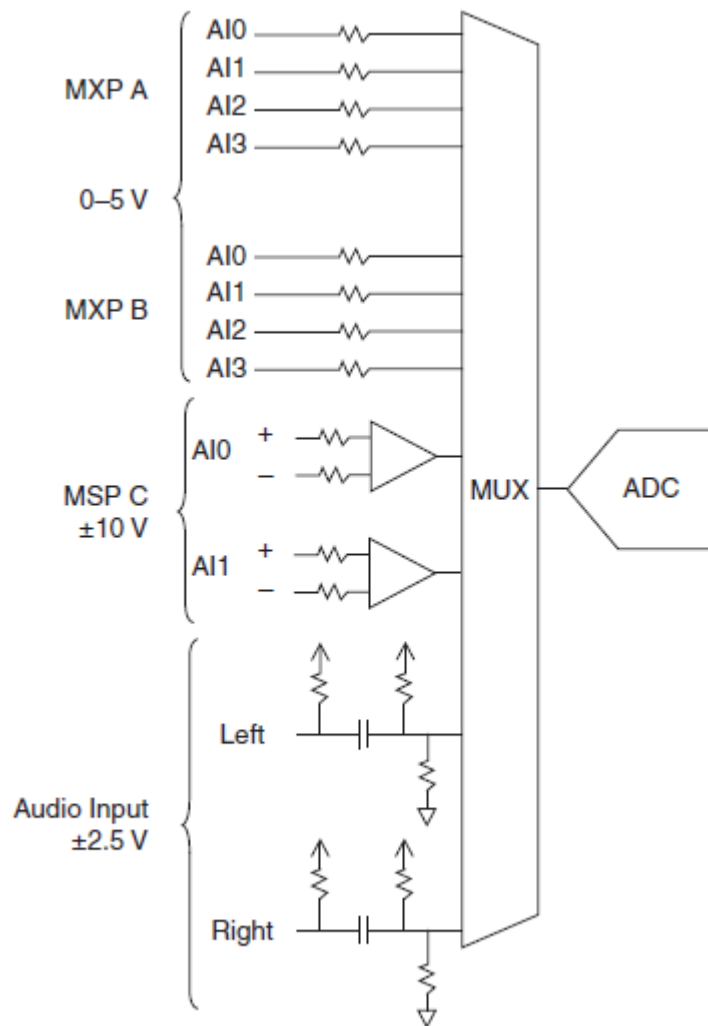 MXP A
AI0
AI1
AI2
AI3
0–5 V
MXP B
AI0
AI1
AI2
AI3
MSP C
±10 V
AI0
+
–
AI1
+
–
MUX
ADC
Audio Input
±2.5 V
Left
Right